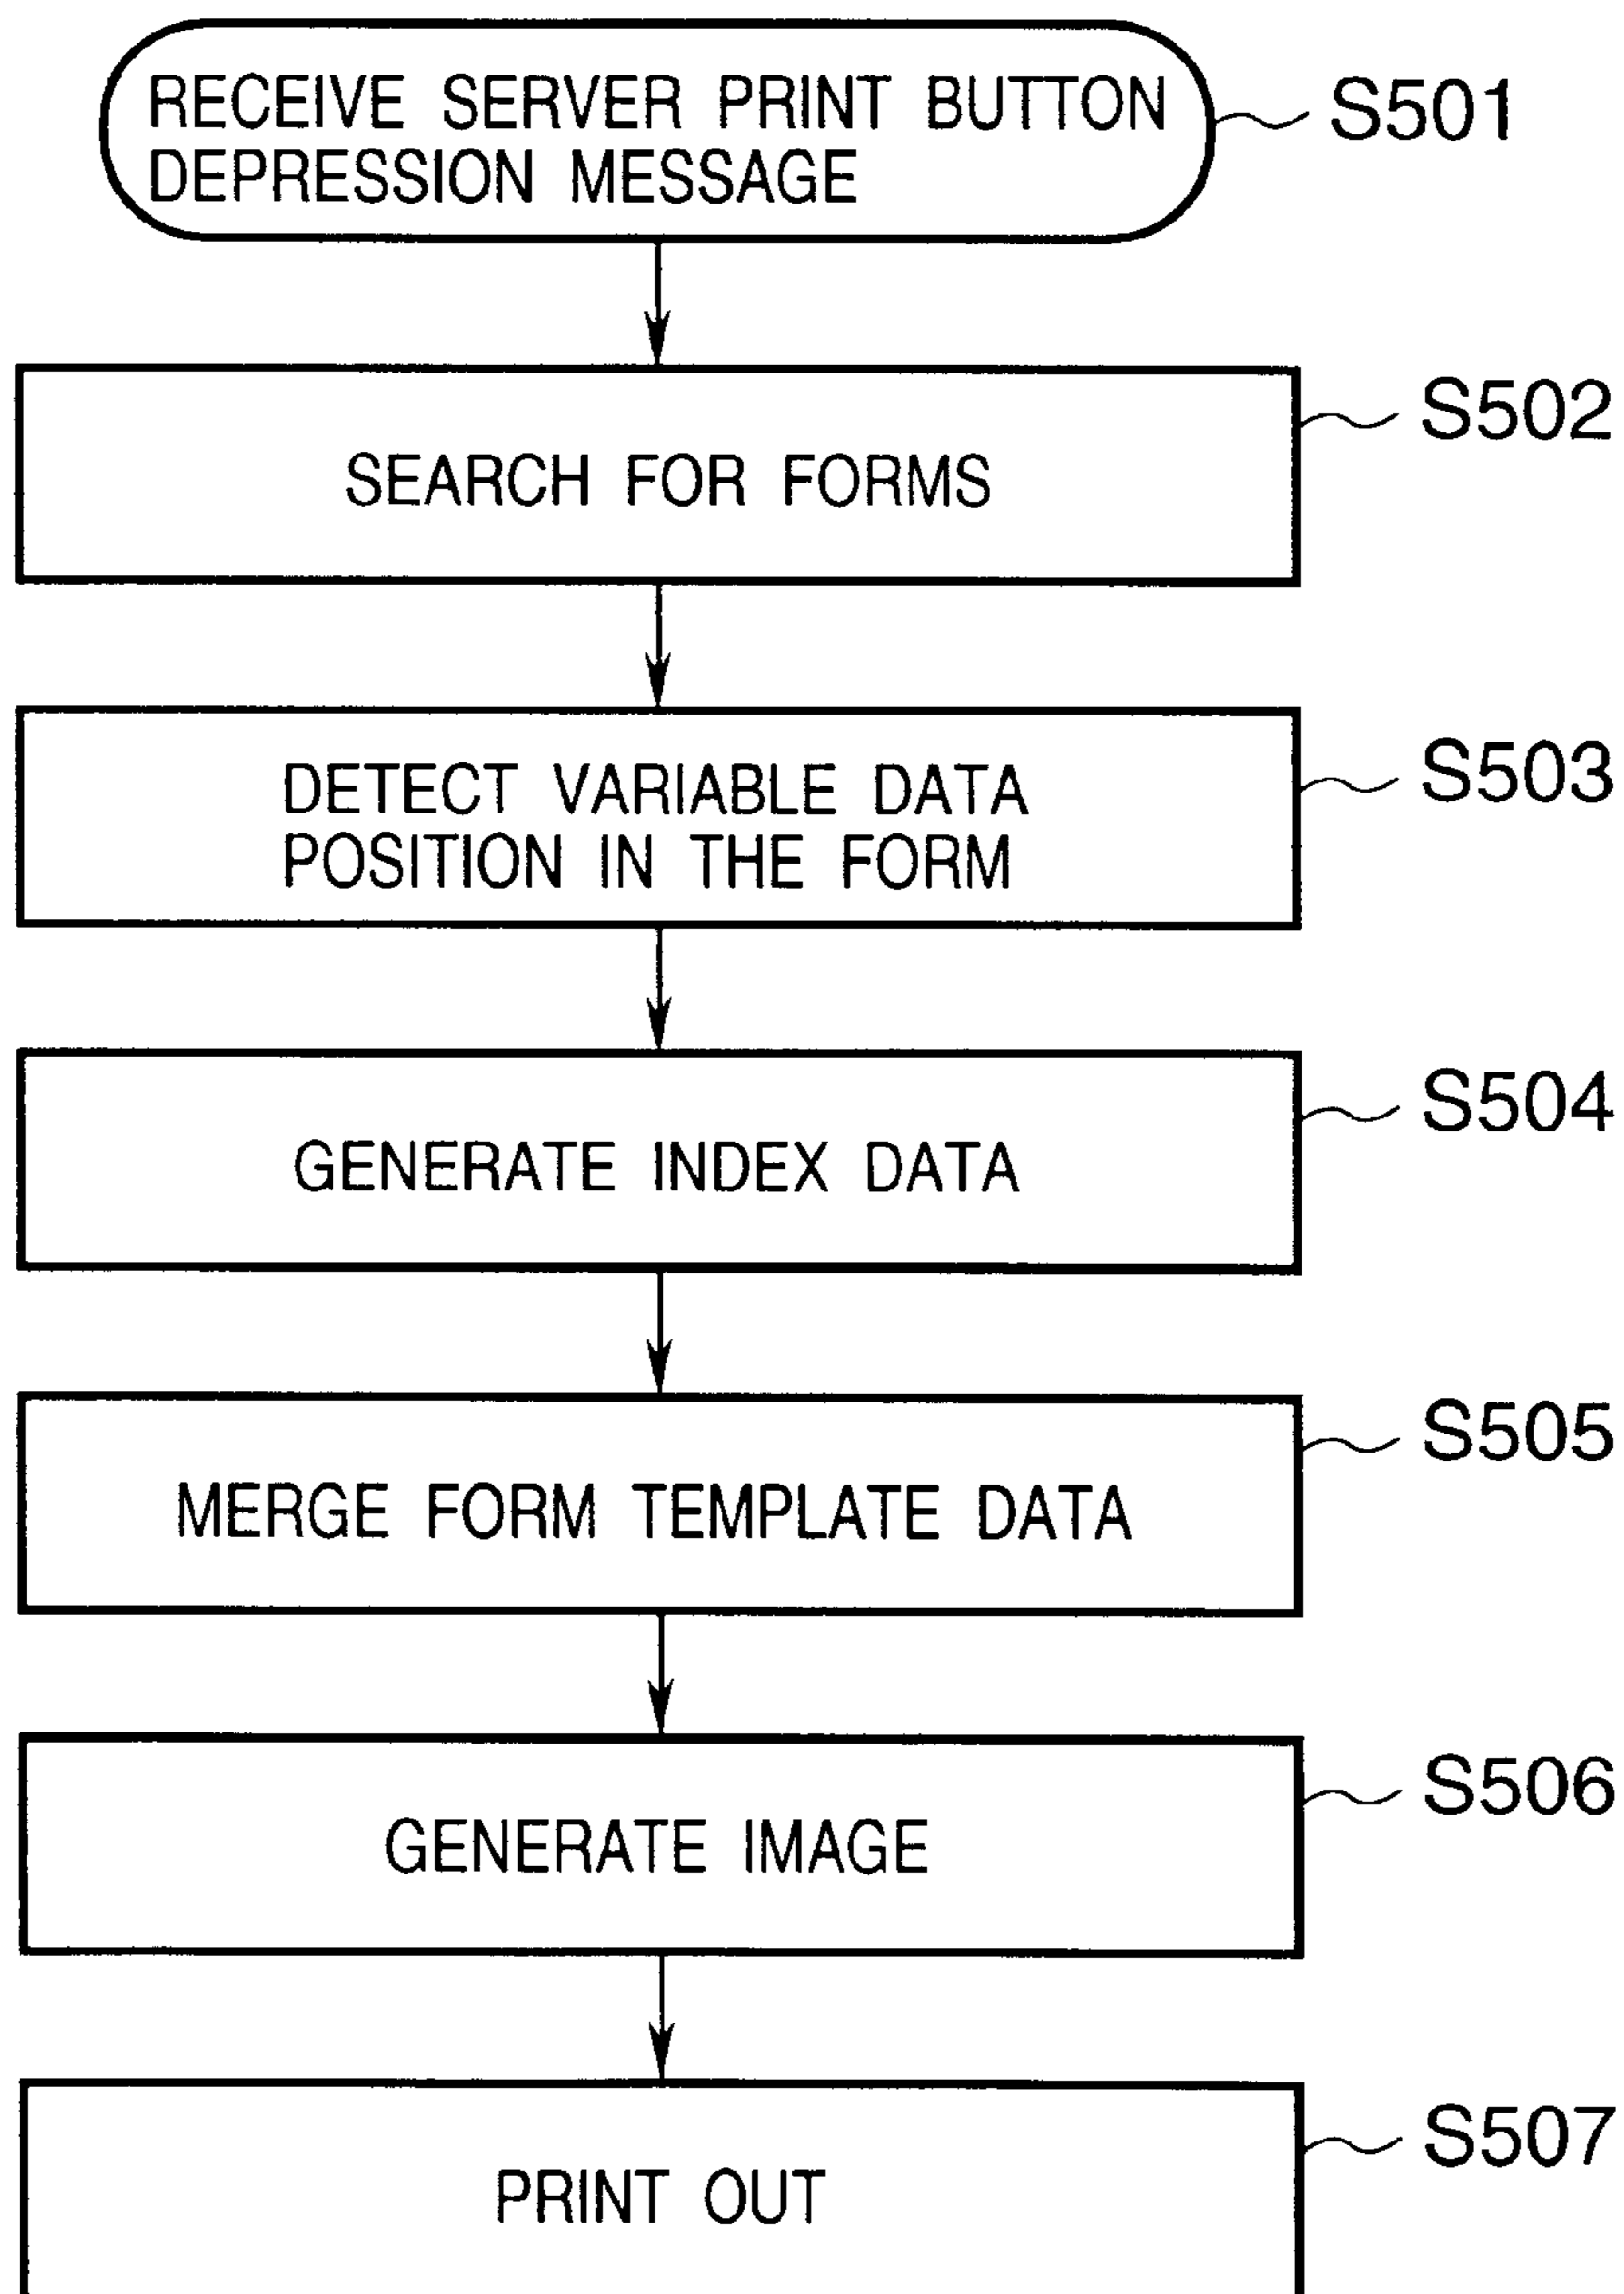 RECEIVE SERVER PRINT BUTTON
DEPRESSION MESSAGE
S501
SEARCH FOR FORMS
S502
DETECT VARIABLE DATA
POSITION IN THE FORM
S503
GENERATE INDEX DATA
S504
MERGE FORM TEMPLATE DATA
S505
GENERATE IMAGE
S506
PRINT OUT
S507